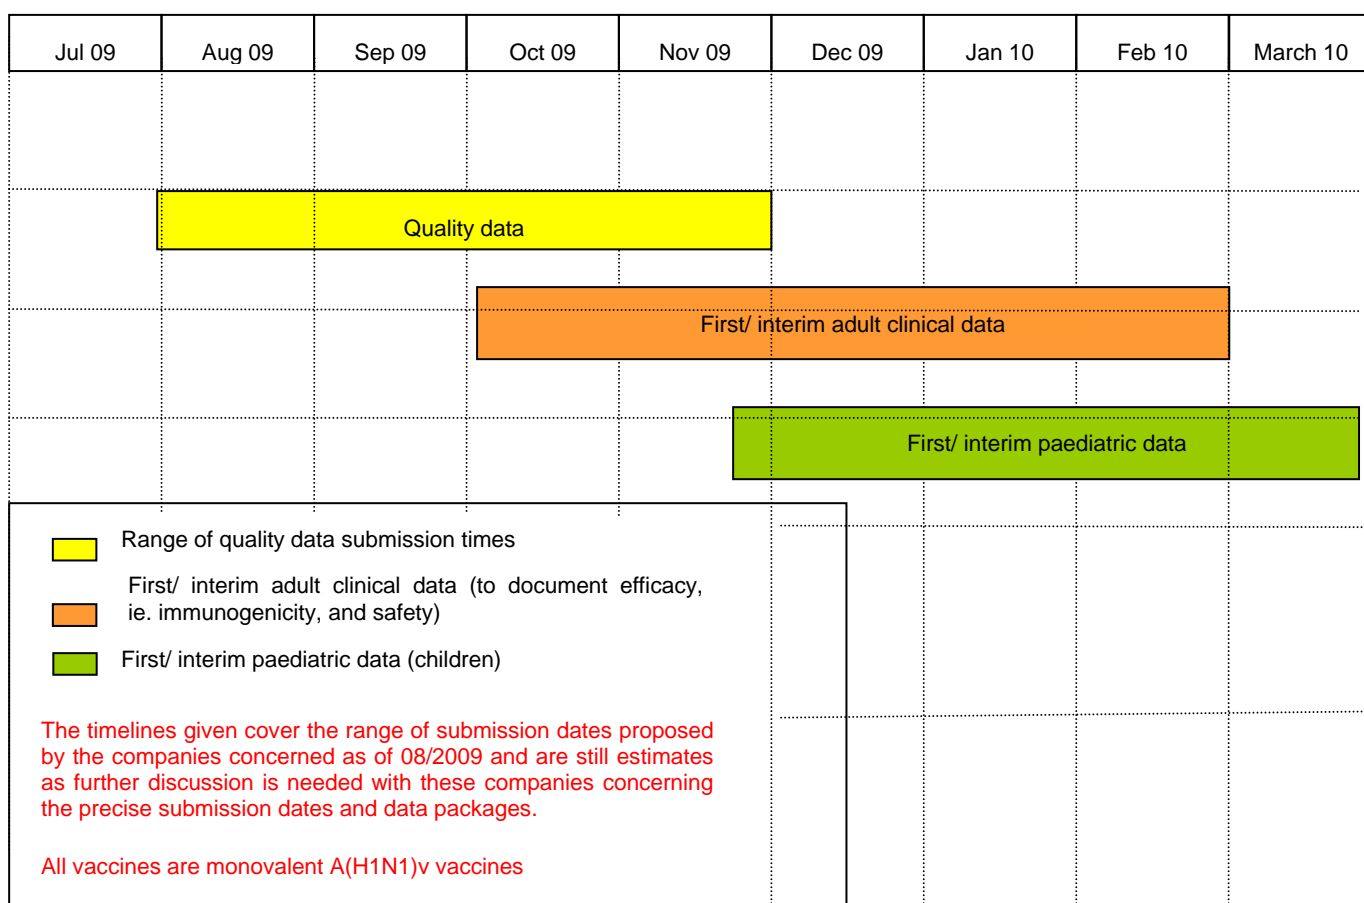 Jul 09 Aug 09 Sep 09 Oct 09 Nov 09 Dec 09 Jan 10 Feb 10 March 10
Quality data
First/ interim adult clinical data
First/ interim paediatric data
Range of quality data submission times
First/ interim adult clinical data (to document efficacy,
ie. immunogenicity, and safety)
First/ interim paediatric data (children)
The timelines given cover the range of submission dates proposed
by the companies concerned as of 08/2009 and are still estimates
as further discussion is needed with these companies concerning
the precise submission dates and data packages.
All vaccines are monovalent A(H1N1)v vaccines